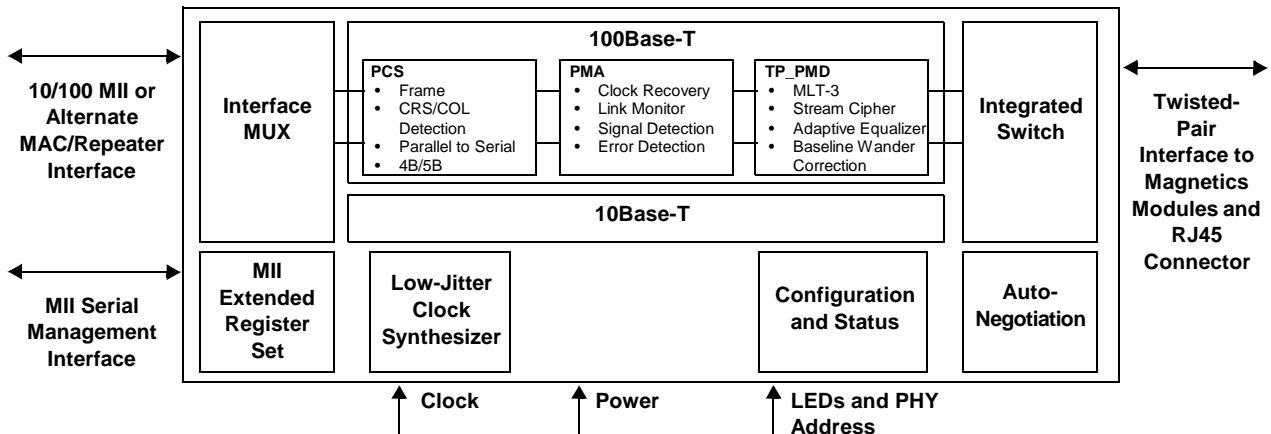 10/100 MII or
Alternate
MAC/Repeater
Interface
MII Serial
Management
Interface
Interface
MUX
100Base-T
PCS
• Frame
• CRS/COL
Detection
• Parallel to Serial
• 4B/5B
PMA
• Clock Recovery
• Link Monitor
• Signal Detection
• Error Detection
TP_PMD
• MLT-3
• Stream Cipher
• Adaptive Equalizer
• Baseline Wander
Correction
10Base-T
Integrated
Switch
MII
Extended
Register
Set
Low-Jitter
Clock
Synthesizer
Configuration
and Status
Auto-
Negotiation
Twisted-
Pair
Interface to
Magnetics
Modules and
RJ45
Connector
Clock
Power
LEDs and PHY
Address